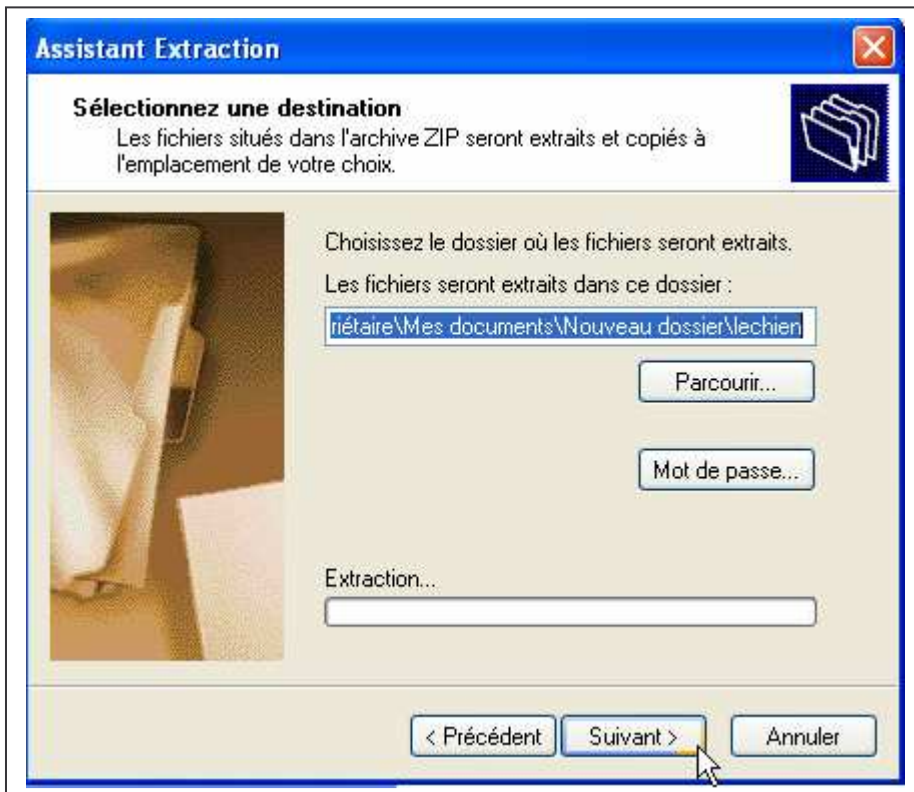 Assistant Extraction
Sélectionnez une destination
Les fichiers situés dans l'archive ZIP seront extraits et copiés à
l'emplacement de votre choix.
Choisissez le dossier où les fichiers seront extraits.
Les fichiers seront extraits dans ce dossier :
riétaire\Mes documents\Nouveau dossier\lechien
Parcourir...
Mot de passe...
Extraction...
< Précédent Suivant > Annuler